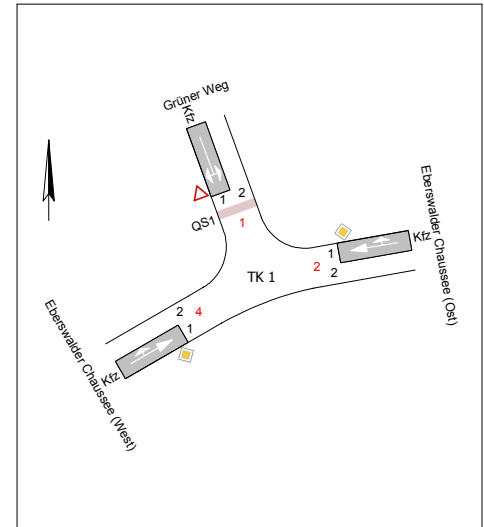 Grüner Weg
Kfz
1 2
QS1
1
Eberswalder Chaussee (Ost)
Kfz
1
2
2
TK 1
2 4
1
Kfz
Eberswalder Chaussee (West)